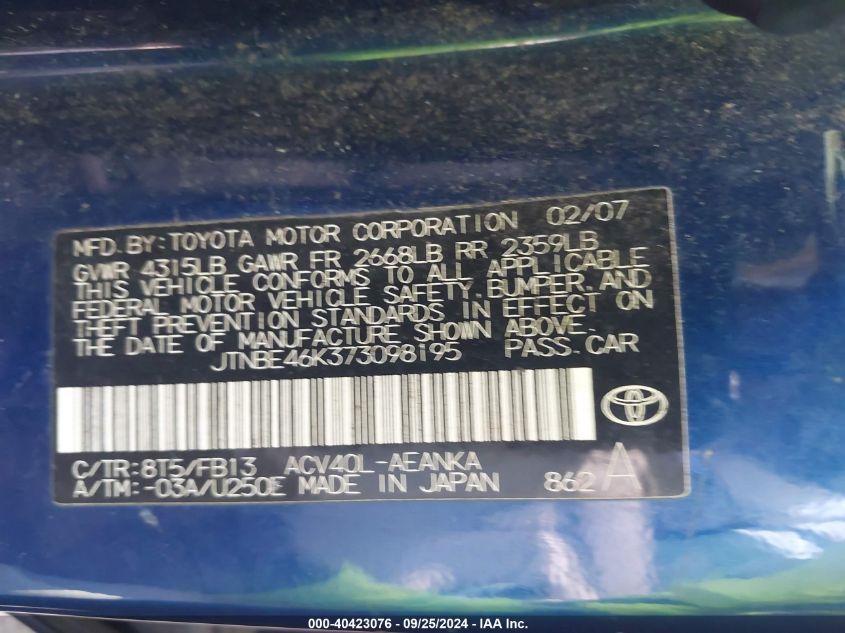 MFD. BY: TOYOTA MOTOR CORPORATION 02/07
GVWR 4315LB GAWR FR 2668LB RR 2359LB
THIS VEHICLE CONFORMS TO ALL APPLICABLE
FEDERAL MOTOR VEHICLE SAFETY, BUMPER, AND
THEFT PREVENTION STANDARDS IN EFFECT ON
THE DATE OF MANUFACTURE SHOWN ABOVE.
JTNBE46K373098195 PASS. CAR
C/TR: 8T5/FB13 ACV40L-AEANKA
A/TM: -03A/U250E MADE IN JAPAN 862 A
000-40423076 - 09/25/2024 - IAA Inc.